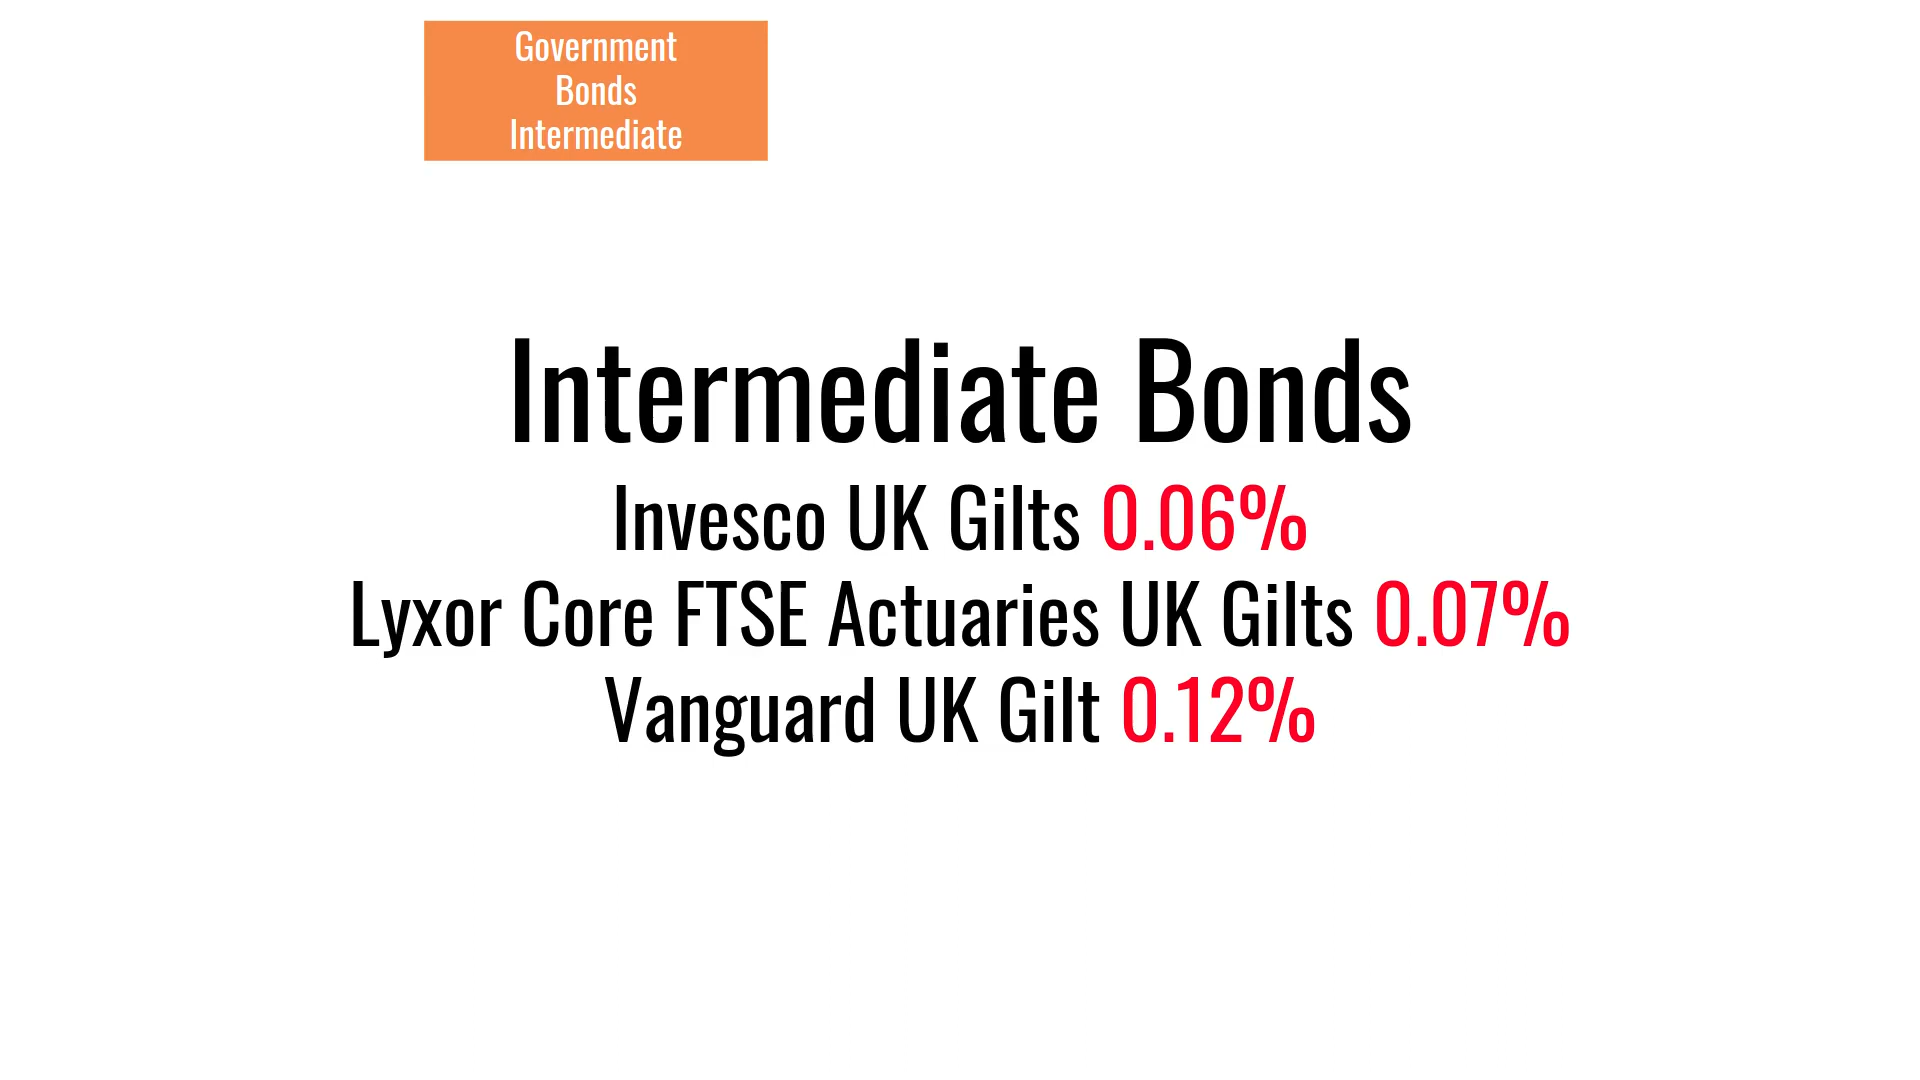 Government
Bonds
Intermediate
Intermediate Bonds
Invesco UK Gilts 0.06%
Lyxor Core FTSE Actuaries UK Gilts 0.07%
Vanguard UK Gilt 0.12%